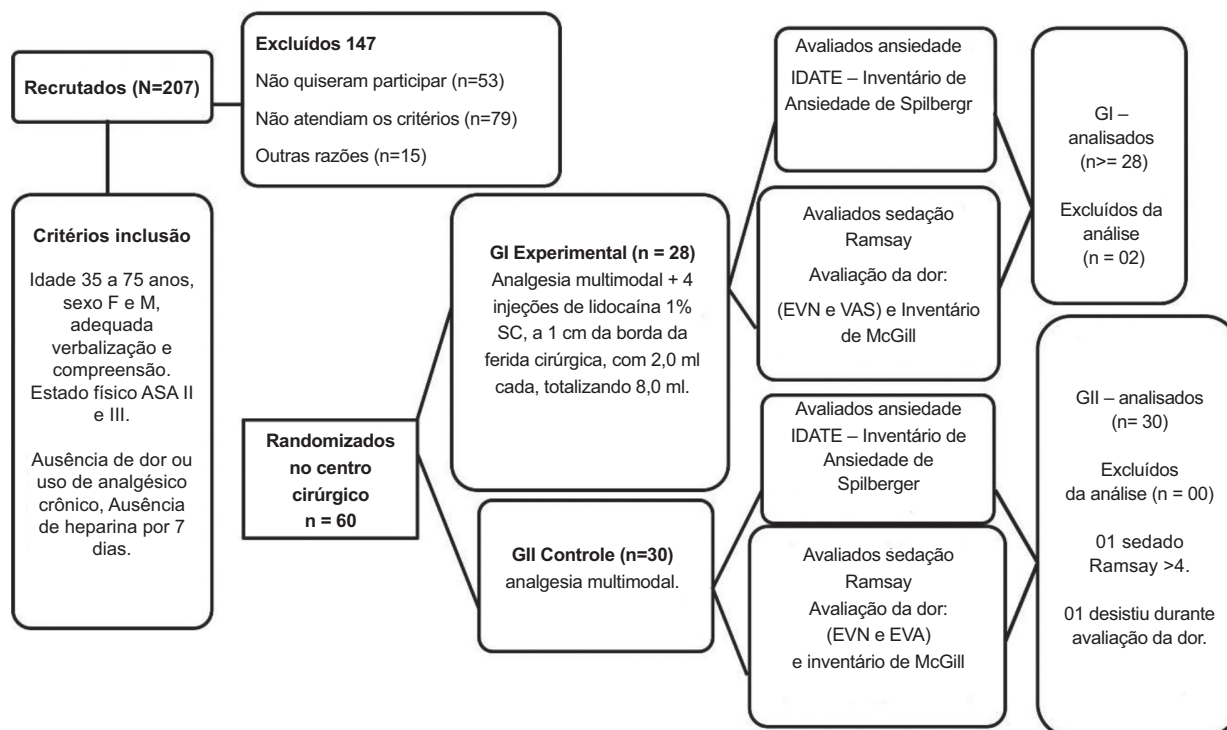 Recrutados (N=207)
Excluídos 147
Não quiseram participar (n=53)
Não atendiam os critérios (n=79)
Outras razões (n=15)
Critérios inclusão
Idade 35 a 75 anos,
sexo F e M,
adequada
verbalização e
compreensão.
Estado físico ASA II
e III.
Ausência de dor ou
uso de analgésico
crônico, Ausência
de heparina por 7
dias.
Randomizados
no centro
cirúrgico
n = 60
GI Experimental (n = 28)
Analgesia multimodal + 4
injeções de lidocaína 1%
SC, a 1 cm da borda da
ferida cirúrgica, com 2,0 ml
cada, totalizando 8,0 ml.
GII Controle (n=30)
analgesia multimodal.
Avaliados ansiedade
IDATE – Inventário de
Ansiedade de Spilbergr
Avaliados sedação
Ramsay
Avaliação da dor:
(EVN e VAS) e Inventário
de McGill
Avaliados ansiedade
IDATE – Inventário de
Ansiedade de
Spilberger
Avaliados sedação
Ramsay
Avaliação da dor:
(EVN e EVA)
e inventário de McGill
GI –
analisados
(n>= 28)
Excluídos da
análise
(n = 02)
GII – analisados
(n= 30)
Excluídos
da análise (n = 00)
01 sedado
Ramsay >4.
01 desistiu durante
avaliação da dor.